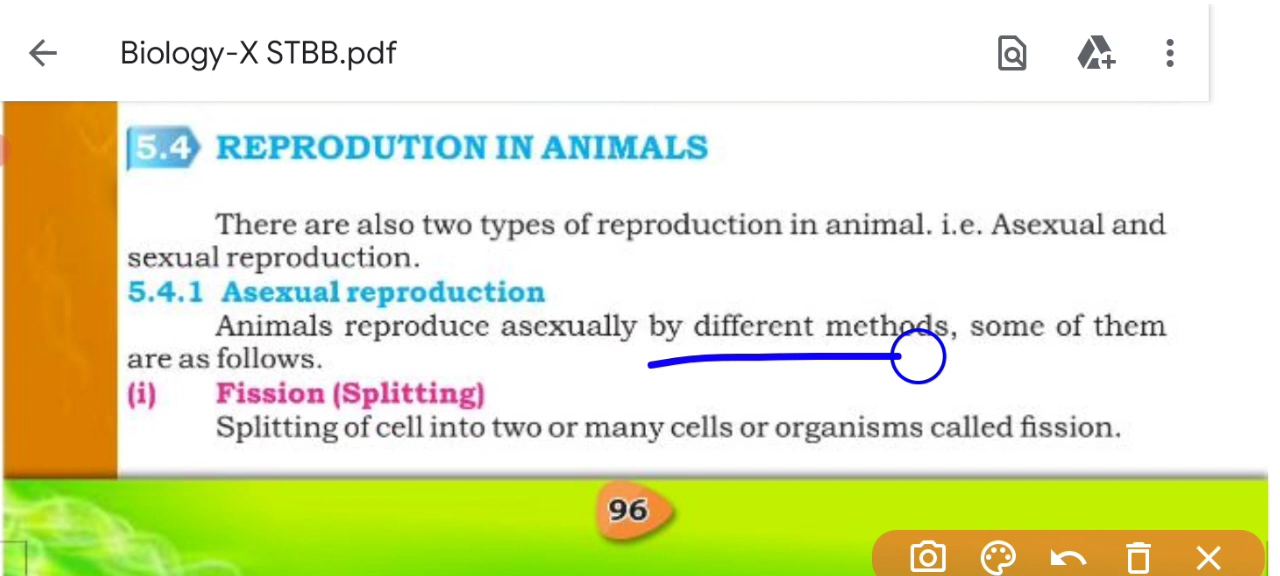 Biology-X STBB.pdf
5.4 REPRODUTION IN ANIMALS
There are also two types of reproduction in animal. i.e. Asexual and
sexual reproduction.
5.4.1 Asexual reproduction
Animals reproduce asexually by different methods, some of them
are as follows.
(i) Fission (Splitting)
Splitting of cell into two or many cells or organisms called fission.
96